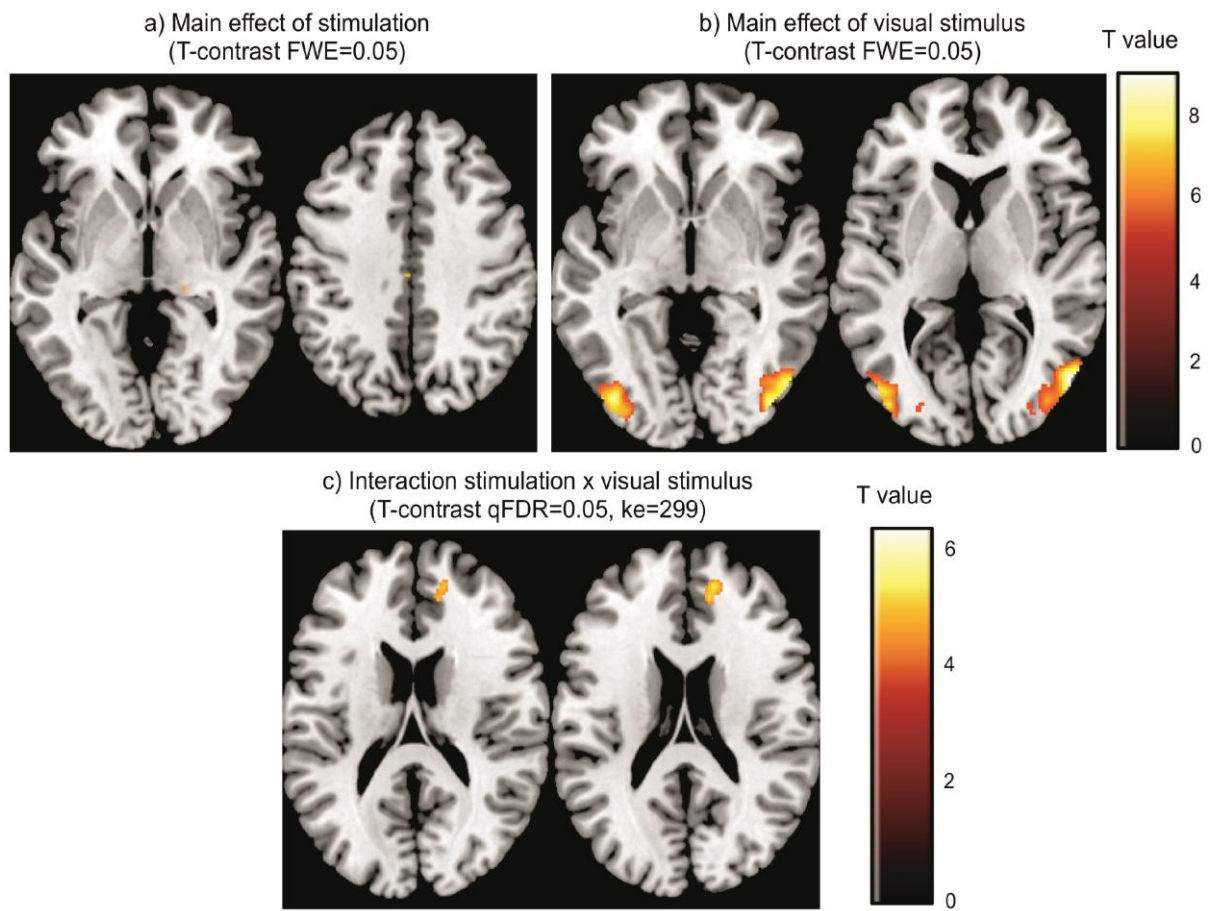 a) Main effect of stimulation
(T-contrast FWE=0.05)
b) Main effect of visual stimulus
(T-contrast FWE=0.05)
T value
8
6
4
2
0
c) Interaction stimulation x visual stimulus
(T-contrast qFDR=0.05, ke=299)
T value
6
4
2
0